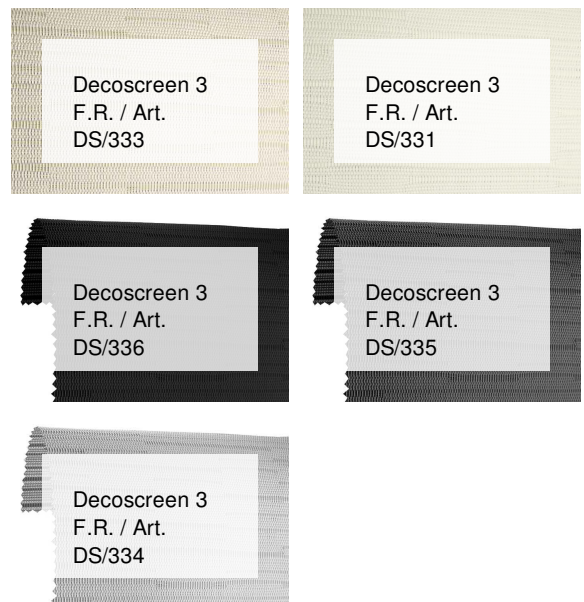 Decoscreen 3
F.R. / Art.
DS/333
Decoscreen 3
F.R. / Art.
DS/331
Decoscreen 3
F.R. / Art.
DS/336
Decoscreen 3
F.R. / Art.
DS/335
Decoscreen 3
F.R. / Art.
DS/334